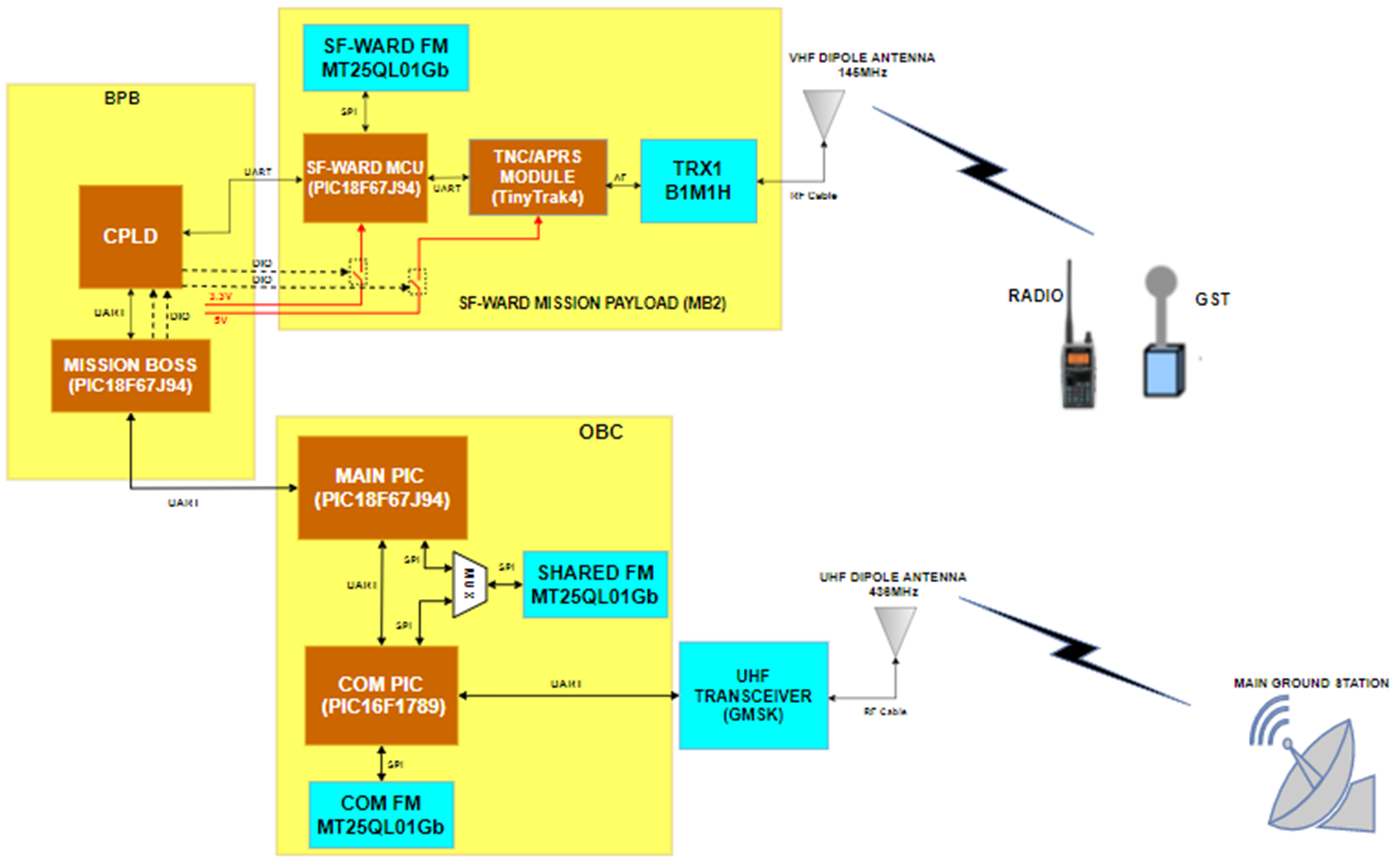 SF-WARD FM
MT25QL01Gb
SPI
BPB
VHF DIPOLE ANTENNA
145MHz
SF-WARD MCU
(PIC18F67J94)
UART
UART
TNC/APRS
MODULE
(TinyTrak4)
AF
TRX1
B1M1H
RF Cable
CPLD
DIO
DIO
3.3V
5V
SF-WARD MISSION PAYLOAD (MB2)
UART
DIO
MISSION BOSS
(PIC18F67J94)
RADIO
GST
UART
OBC
MAIN PIC
(PIC18F67J94)
UART
SPI
MUX
SPI
SPI
SHARED FM
MT25QL01Gb
UHF DIPOLE ANTENNA
436MHz
COM PIC
(PIC16F1789)
UART
UHF
TRANSCEIVER
(GMSK)
RF Cable
MAIN GROUND STATION
SPI
COM FM
MT25QL01Gb